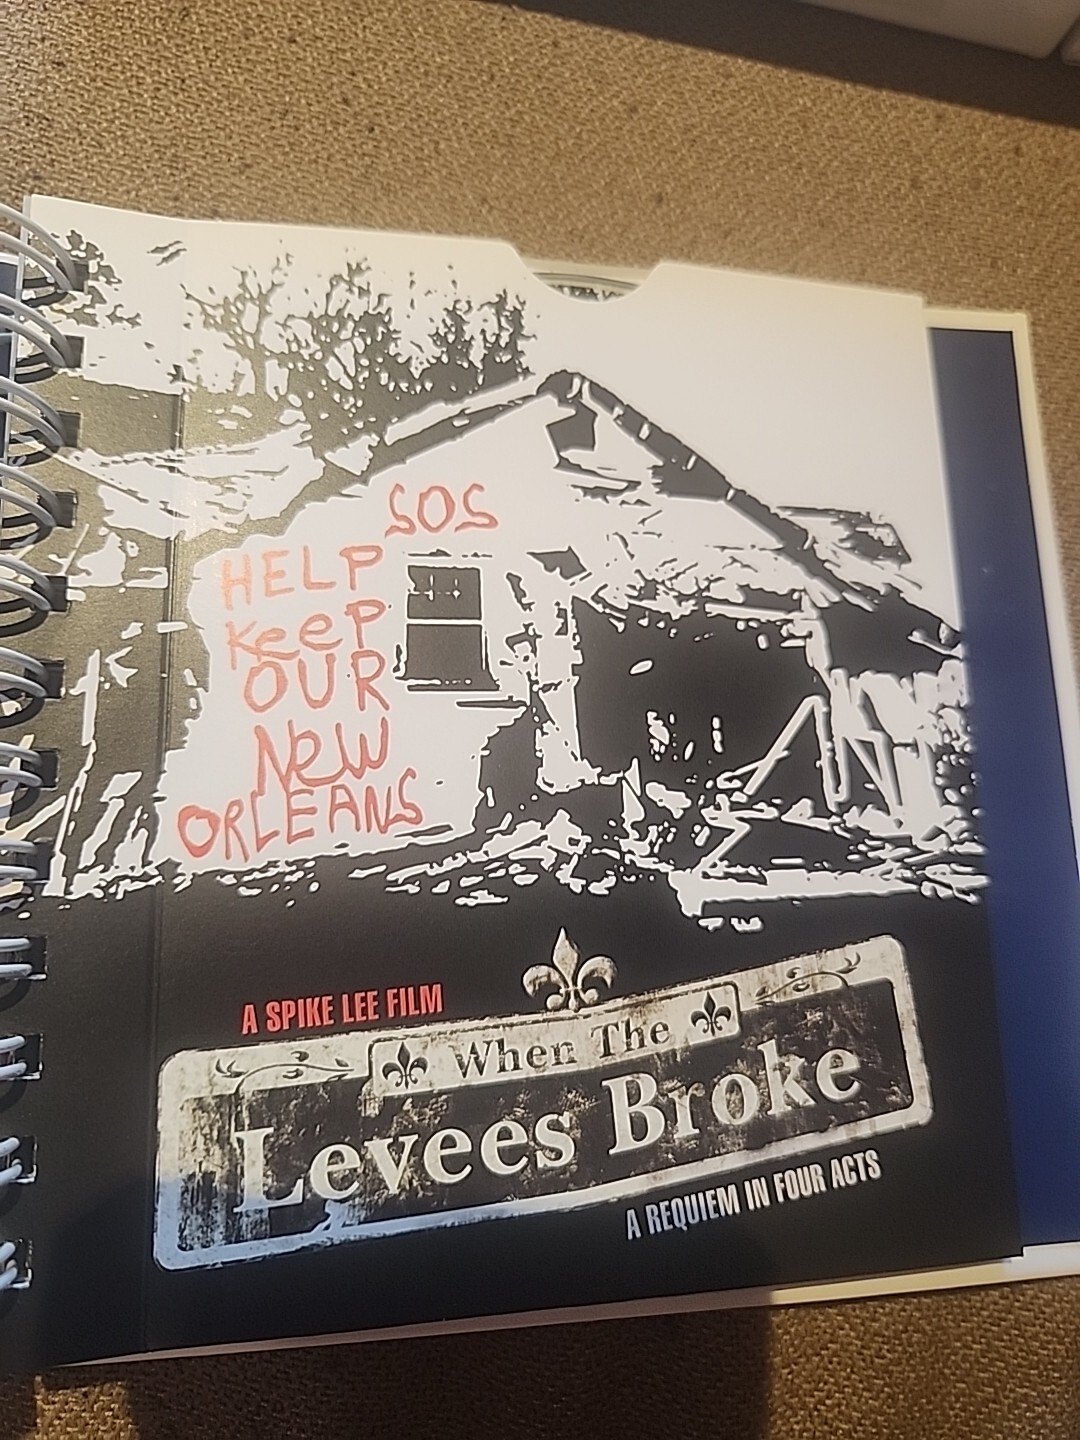 SOS
HELP
Keep
OUR
NeW
ORLEANS
A SPIKE LEE FILM
When The
Levees Broke
A REQUIEM IN FOUR ACTS